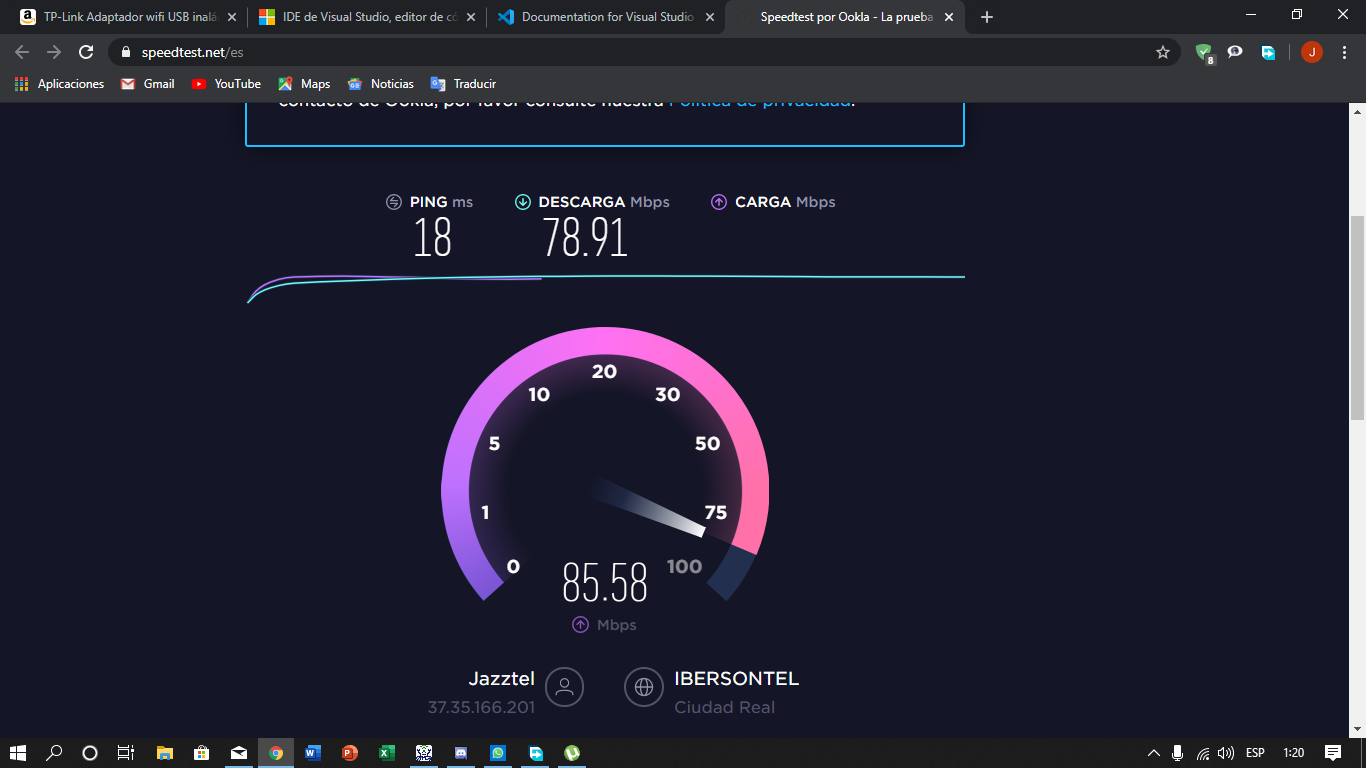 TP-Link Adaptador wifi USB inalá
IDE de Visual Studio, editor de có
Documentation for Visual Studio
Speedtest por Ookla - La prueba
speedtest.net/es
8
J
Aplicaciones
Gmail
YouTube
Maps
Noticias
Traducir
contacto de Ookla, por favor consulte nuestra Política de privacidad.
PING ms
DESCARGA Mbps
CARGA Mbps
18
78.91
0
1
5
10
20
30
50
75
100
85.58
Mbps
Jazztel
37.35.166.201
IBERSONTEL
Ciudad Real
ESP
1:20